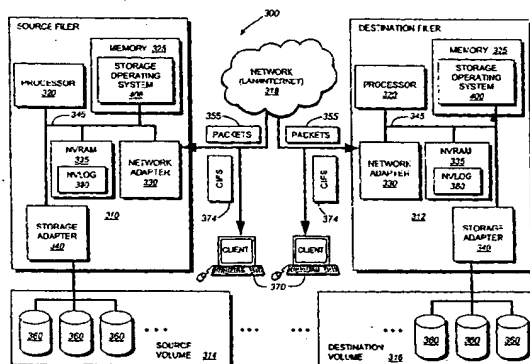 300
SOURCE FILER
MEMORY 325
STORAGE OPERATING SYSTEM
400
PROCESSOR
320
345
NVRAM
335
NVLOG
380
NETWORK ADAPTER
330
310
STORAGE ADAPTER
340
NETWORK
(LAN/INTERNET)
318
355
355
PACKETS
PACKETS
CIFS
CIFS
374
374
CLIENT
CLIENT
370
DESTINATION FILER
MEMORY 325
STORAGE OPERATING SYSTEM
400
PROCESSOR
320
345
NETWORK ADAPTER
330
NVRAM
335
NVLOG
380
312
STORAGE ADAPTER
340
360
360
360
SOURCE VOLUME 314
DESTINATION VOLUME 316
360
360
360